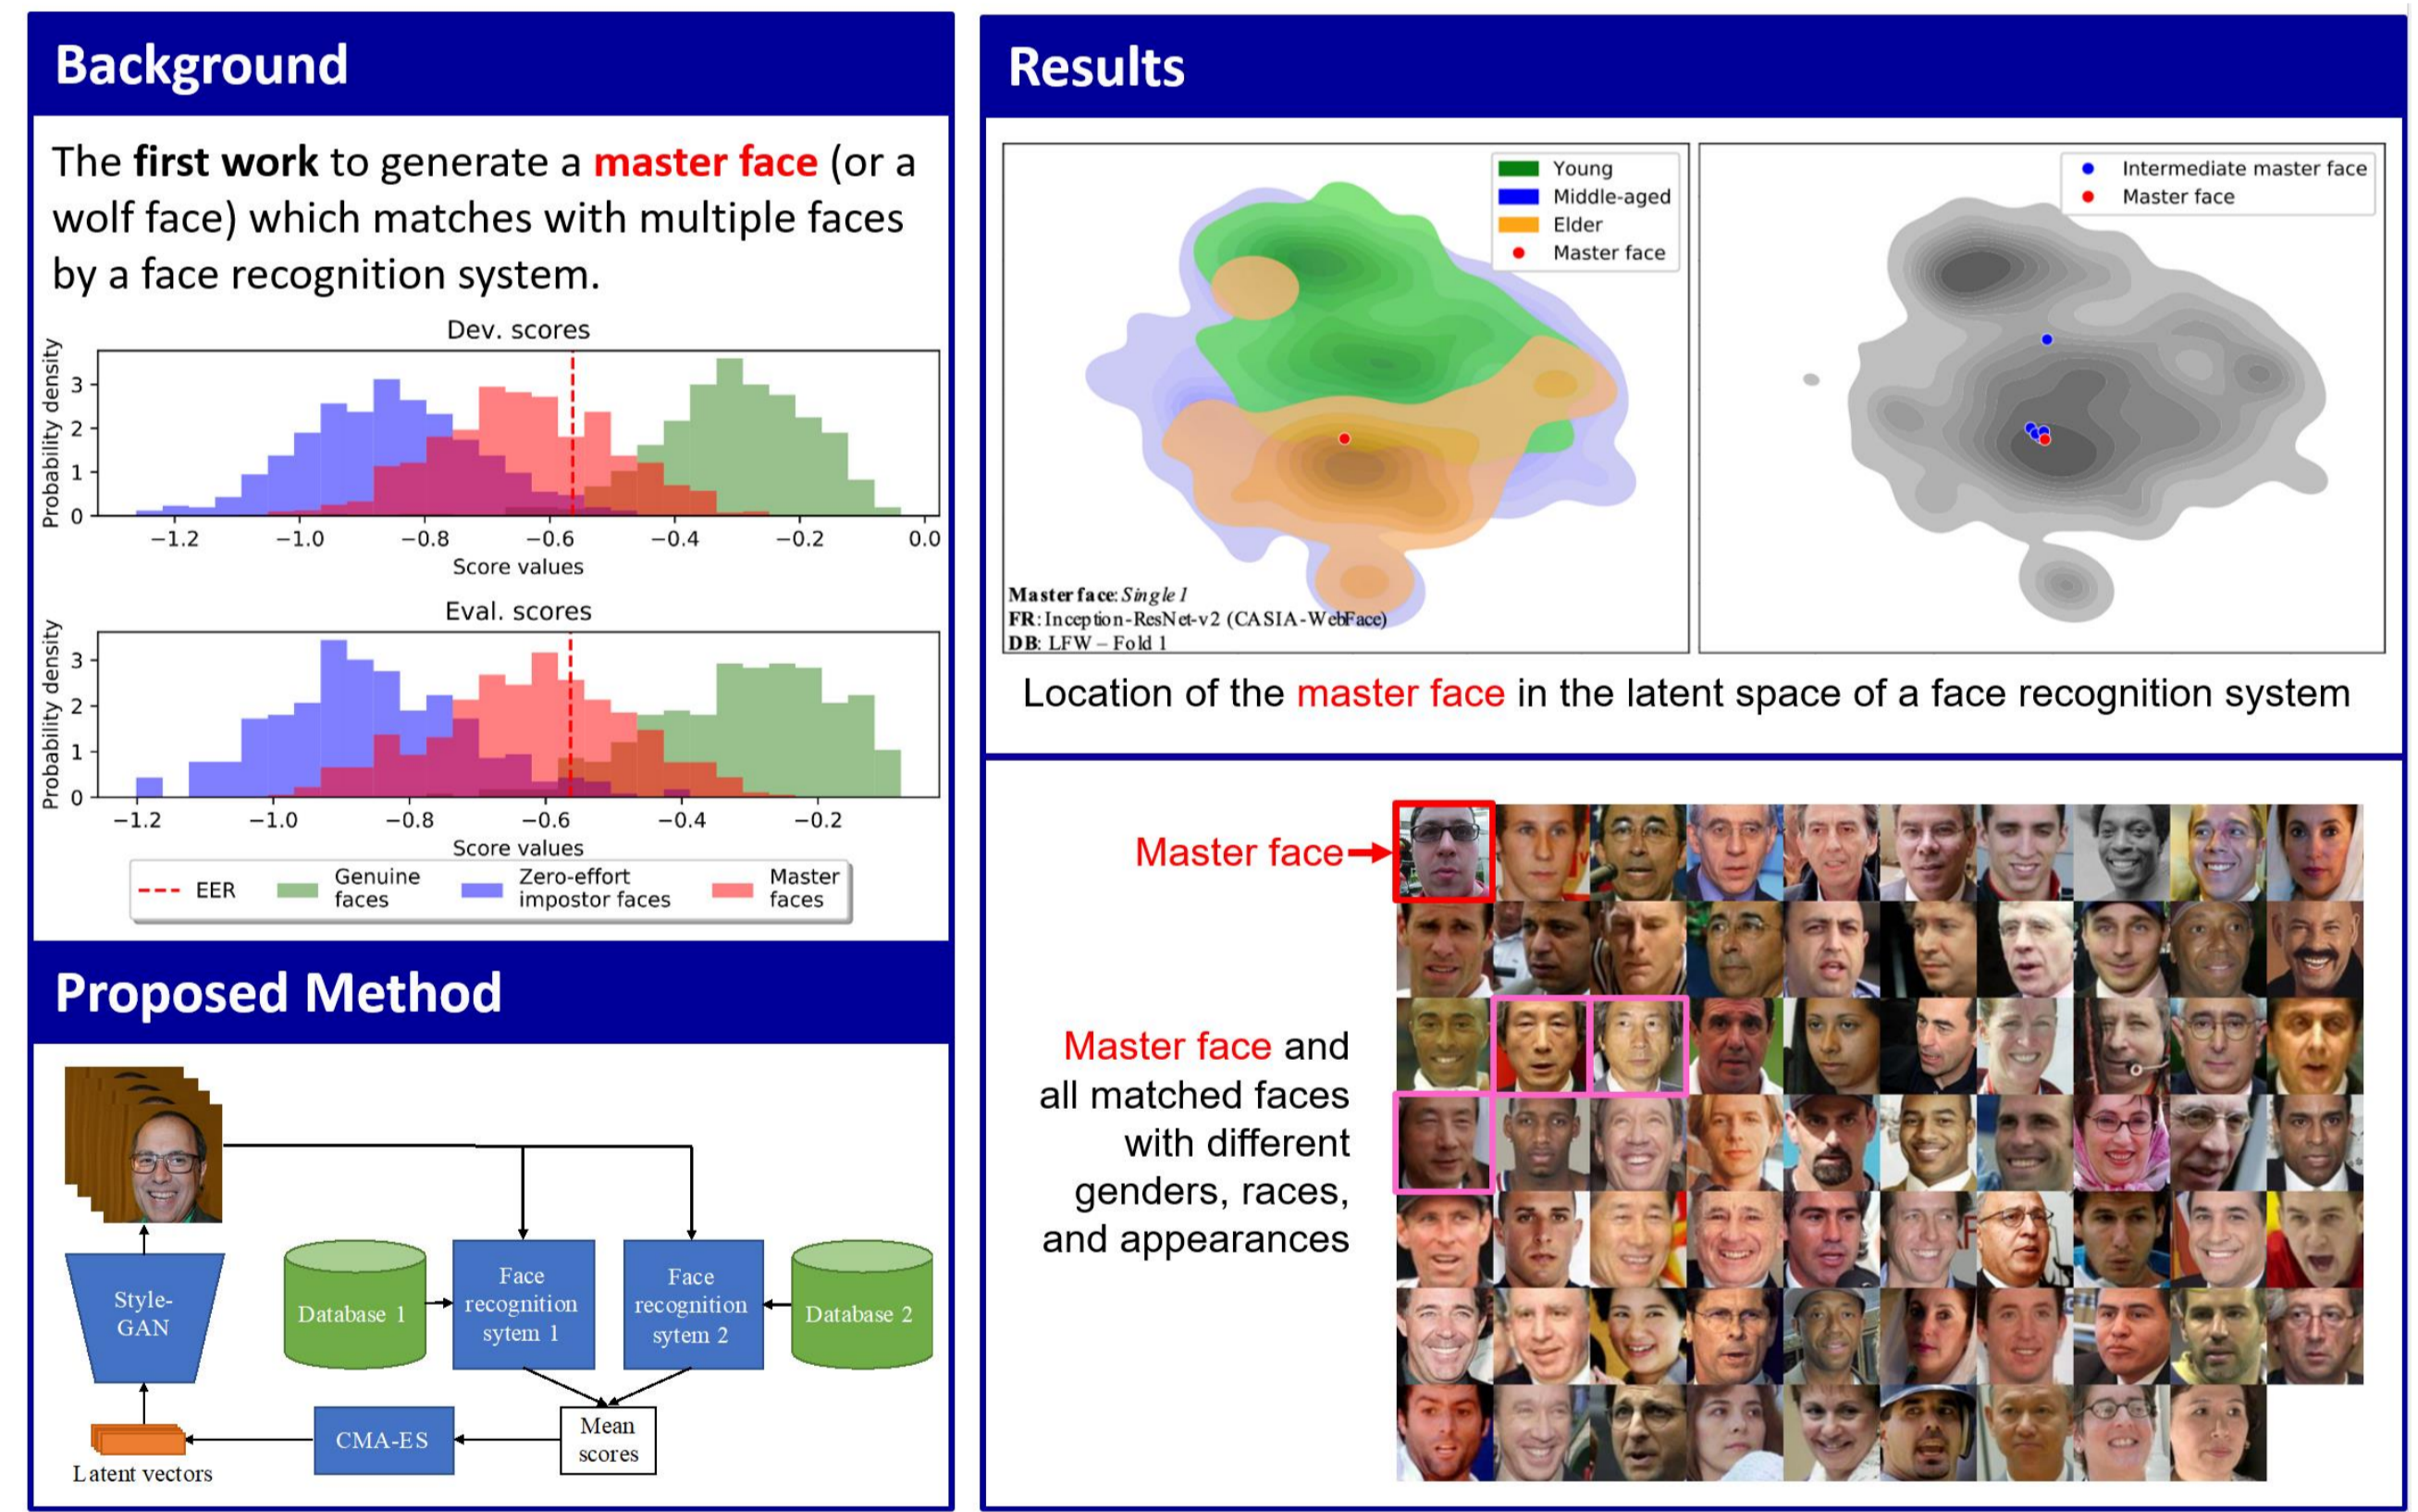 Background
The first work to generate a master face (or a
wolf face) which matches with multiple faces
by a face recognition system.
Dev. scores
Probability density
3
2
1
0
−1.2 −1.0 −0.8 −0.6 −0.4 −0.2 0.0
Score values
Eval. scores
Probability density
3
2
1
0
−1.2 −1.0 −0.8 −0.6 −0.4 −0.2
Score values
EER
Genuine
faces
Zero-effort
impostor faces
Master
faces
Proposed Method
Style-
GAN
Database 1
Face
recognition
sytem 1
Face
recognition
sytem 2
Database 2
Mean
scores
CMA-ES
Latent vectors
Results
Young
Middle-aged
Elder
Master face
Master face: Single 1
FR: Inception-ResNet-v2 (CASIA-WebFace)
DB: LFW – Fold 1
Intermediate master face
Master face
Location of the master face in the latent space of a face recognition system
Master face
Master face and
all matched faces
with different
genders, races,
and appearances